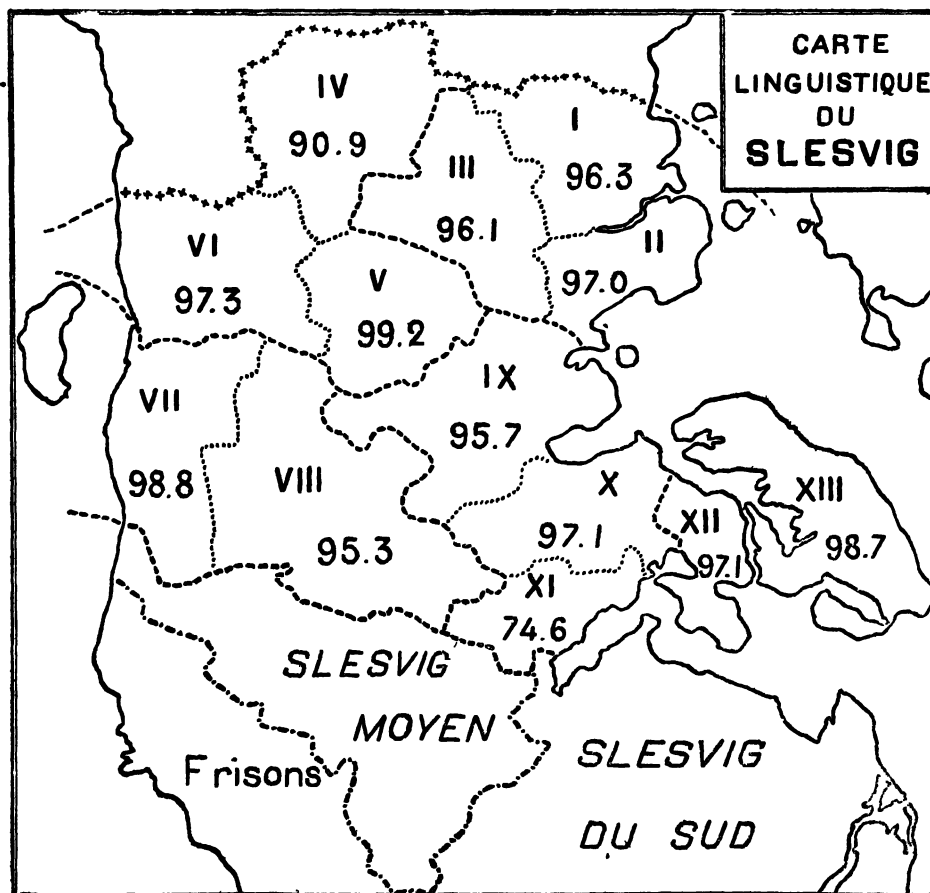 CARTE
LINGUISTIQUE
DU
SLESVIG
IV
90.9
I
96.3
III
96.1
II
97.0
VI
97.3
V
99.2
IX
95.7
VII
98.8
VIII
95.3
X
97.1
XII
97.1
XIII
98.7
XI
74.6
SLESVIG
MOYEN
Frisons
SLESVIG
DU SUD